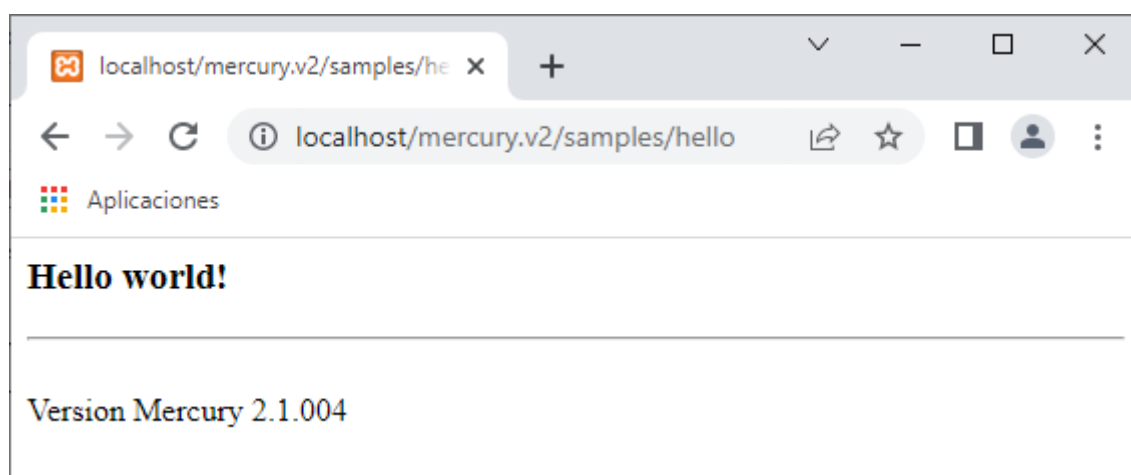 localhost/mercury.v2/samples/he
localhost/mercury.v2/samples/hello
Aplicaciones
Hello world!
Version Mercury 2.1.004